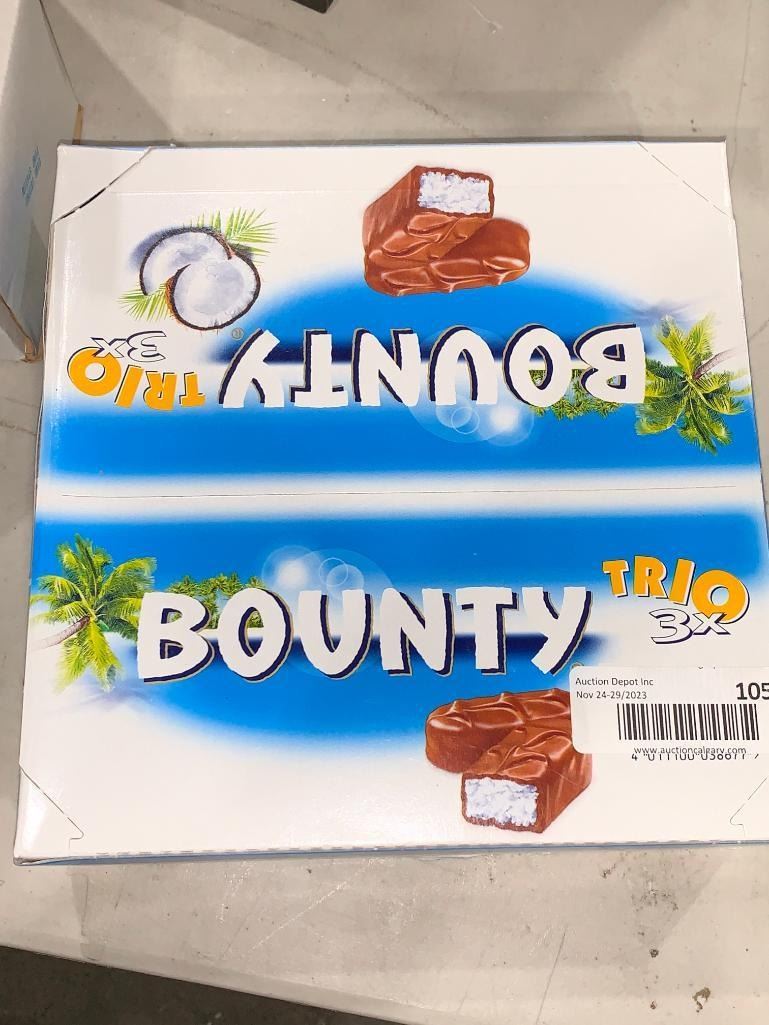 BOUNTY TRIO
3x
BOUNTY
TRIO
3x
Auction Depot Inc
Nov 24-29/2023
105
www.auctioncalgary.com